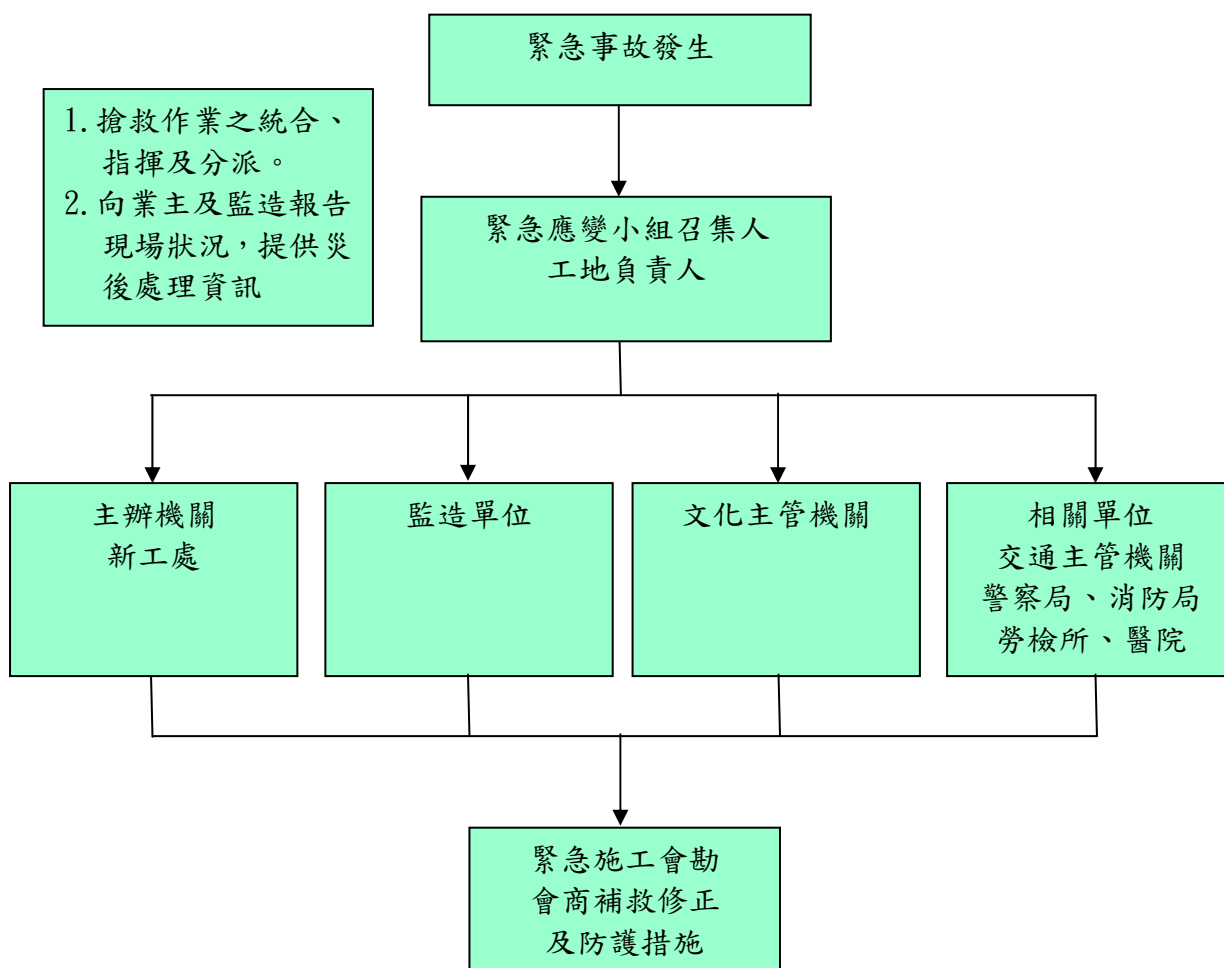 緊急事故發生
1.搶救作業之統合、
指揮及分派。
2.向業主及監造報告
現場狀況,提供災
後處理資訊
緊急應變小組召集人
工地負責人
主辦機關
新工處
監造單位
文化主管機關
相關單位
交通主管機關
警察局、消防局
勞檢所、醫院
緊急施工會勘
會商補救修正
及防護措施